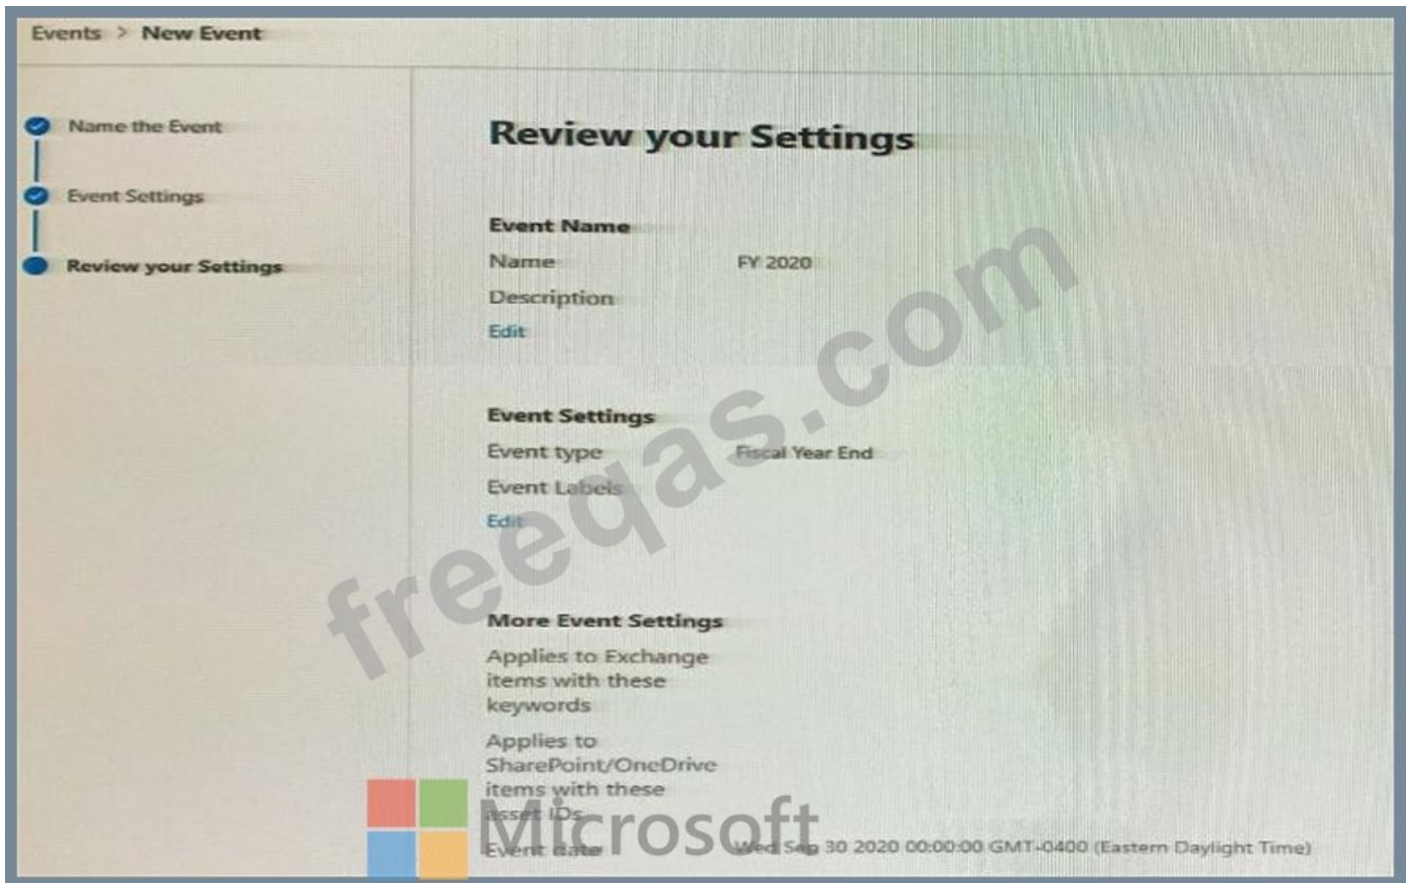 Events > New Event
Name the Event
Event Settings
Review your Settings
Review your Settings
Event Name
Name FY 2020
Description
Edit
Event Settings
Event type Fiscal Year End
Event Labels
Edit
More Event Settings
Applies to Exchange
items with these
keywords
Applies to
SharePoint/OneDrive
items with these
asset IDs
Event date Wed Sep 30 2020 00:00:00 GMT-0400 (Eastern Daylight Time)
freeqas.com
Microsoft